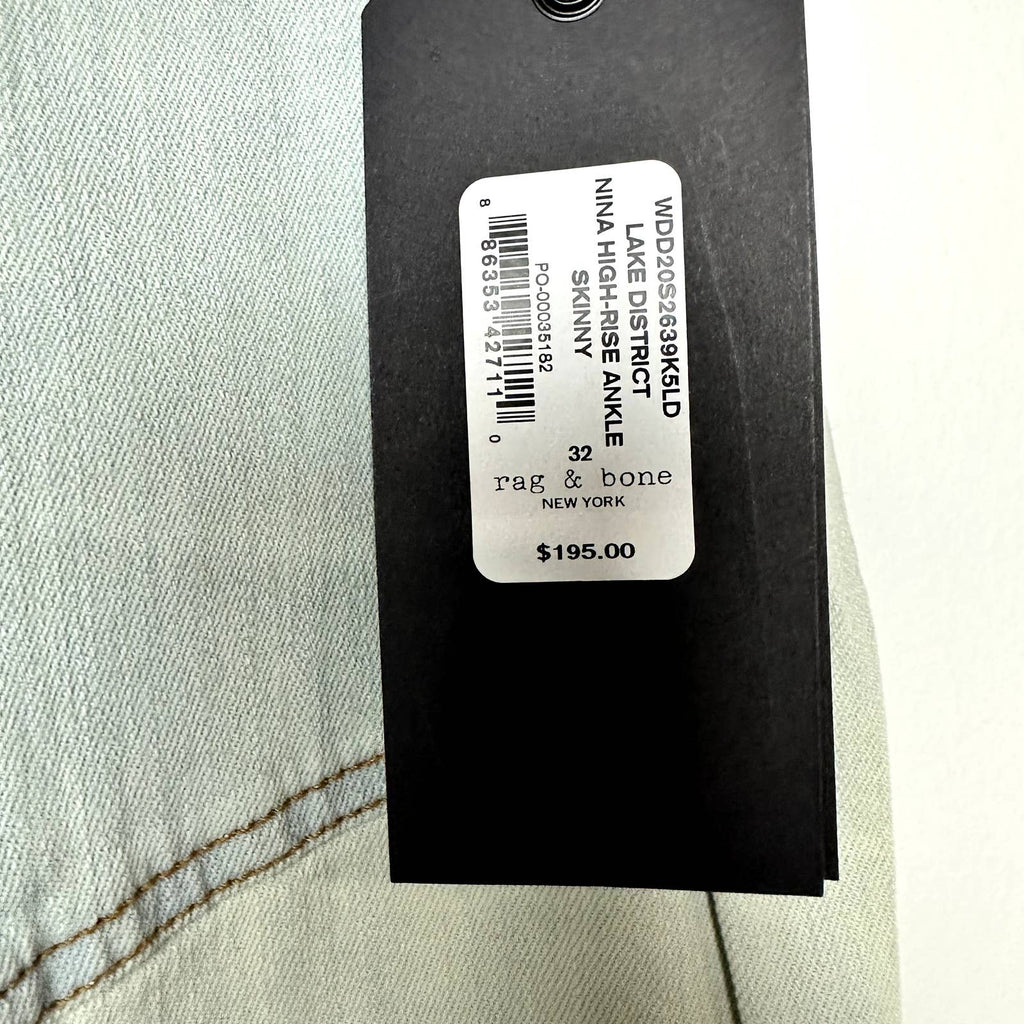 WDD20S2639K5LD
LAKE DISTRICT
NINA HIGH-RISE ANKLE
SKINNY
PO-00035182
8 86353 42711 0
32
rag & bone
NEW YORK
$195.00